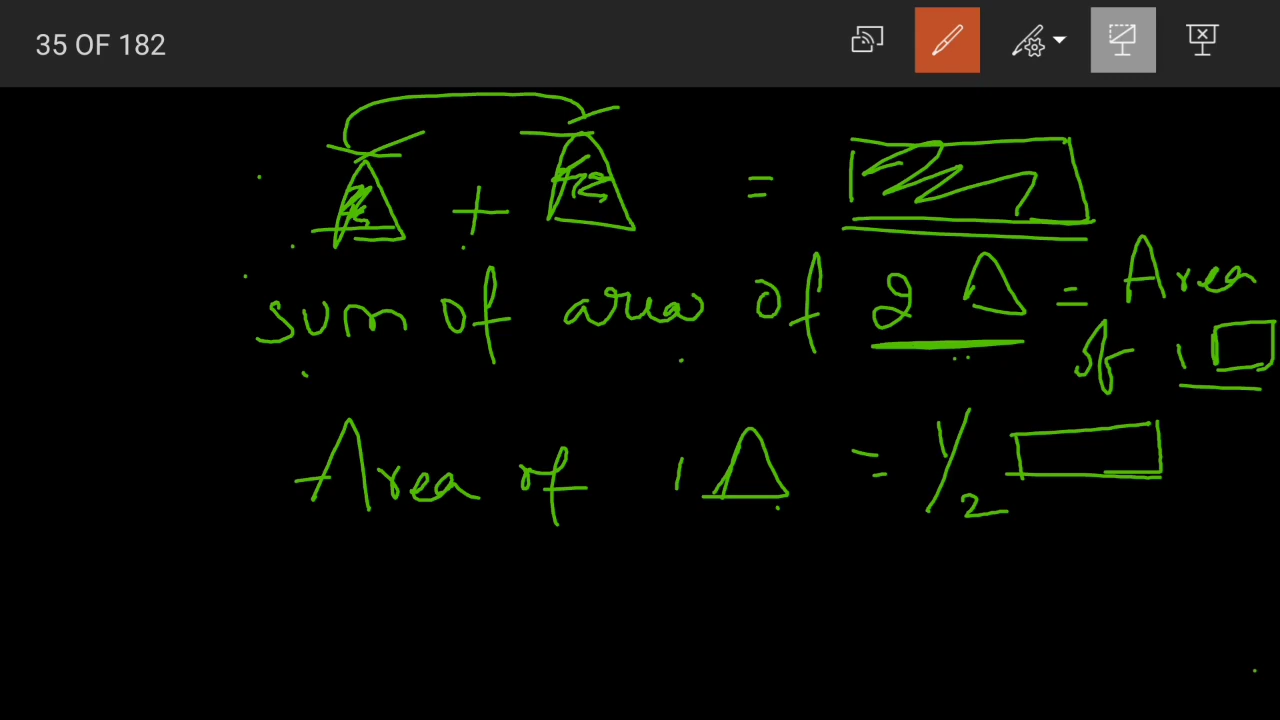 35 OF 182
Δ + Δ = ▭
sum of area of 2 Δ = Area
of 1 ▭
Area of 1 Δ = 1/2 ▭